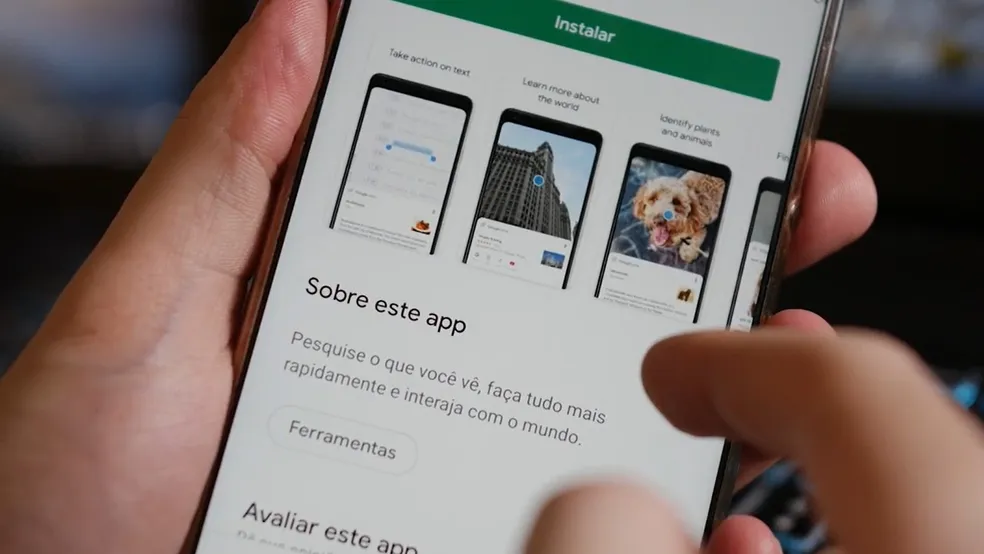 Instalar
Take action on text
Learn more about
the world
Identify plants
and animals
Sobre este app
Pesquise o que você vê, faça tudo mais
rapidamente e interaja com o mundo.
Ferramentas
Avaliar este app